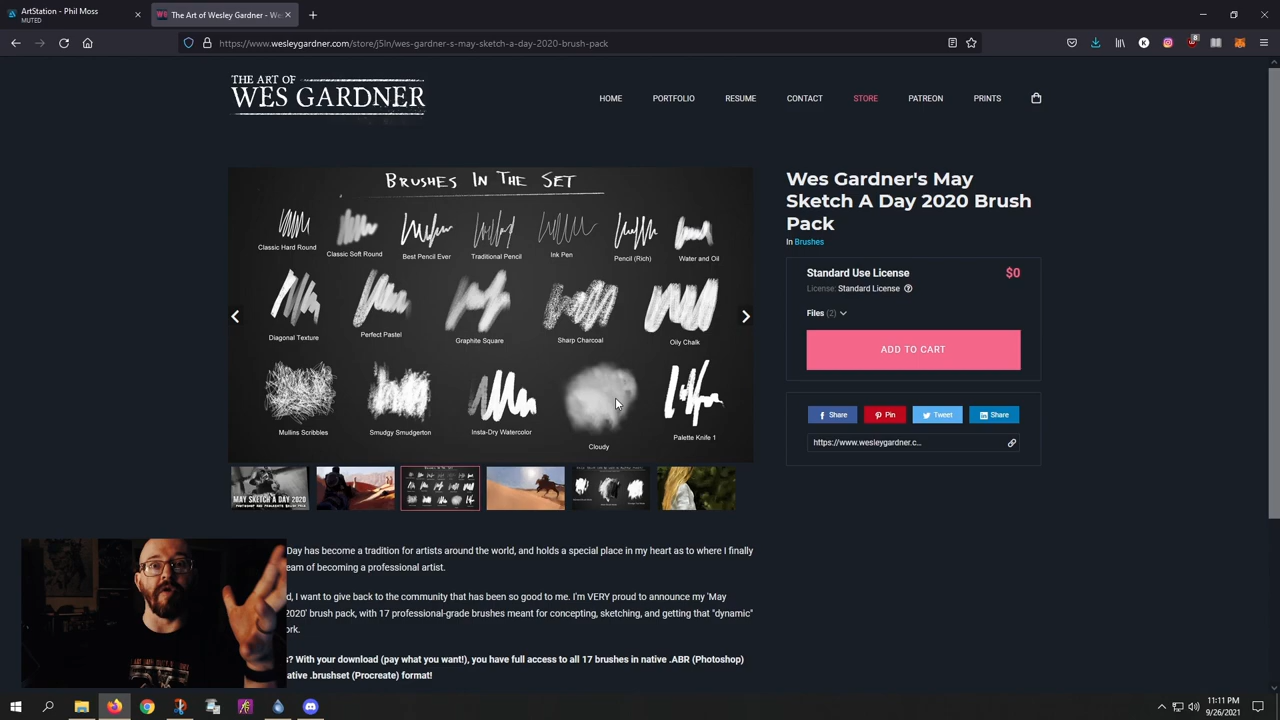 ArtStation - Phil Moss
MUTED
The Art of Wesley Gardner - We
https://www.wesleygardner.com/store/j5ln/wes-gardner-s-may-sketch-a-day-2020-brush-pack
THE ART OF
WES GARDNER
HOME PORTFOLIO RESUME CONTACT STORE PATREON PRINTS
BRUSHES IN THE SET
Classic Hard Round Classic Soft Round Best Pencil Ever Traditional Pencil Ink Pen Pencil (Rich) Water and Oil
Diagonal Texture Perfect Pastel Graphite Square Sharp Charcoal Oily Chalk
Mullins Scribbles Smudgy Smudgerton Insta-Dry Watercolor Cloudy Palette Knife 1
Wes Gardner's May
Sketch A Day 2020 Brush
Pack
In Brushes
Standard Use License $0
License: Standard License
Files (2)
ADD TO CART
Share Pin Tweet Share
https://www.wesleygardner.c...
MAY SKETCH A DAY 2020
Day has become a tradition for artists around the world, and holds a special place in my heart as to where I finally
eam of becoming a professional artist.
d, I want to give back to the community that has been so good to me. I'm VERY proud to announce my 'May
2020' brush pack, with 17 professional-grade brushes meant for concepting, sketching, and getting that "dynamic"
ork.
s? With your download (pay what you want!), you have full access to all 17 brushes in native .ABR (Photoshop)
ative .brushset (Procreate) format!
11:11 PM
9/26/2021